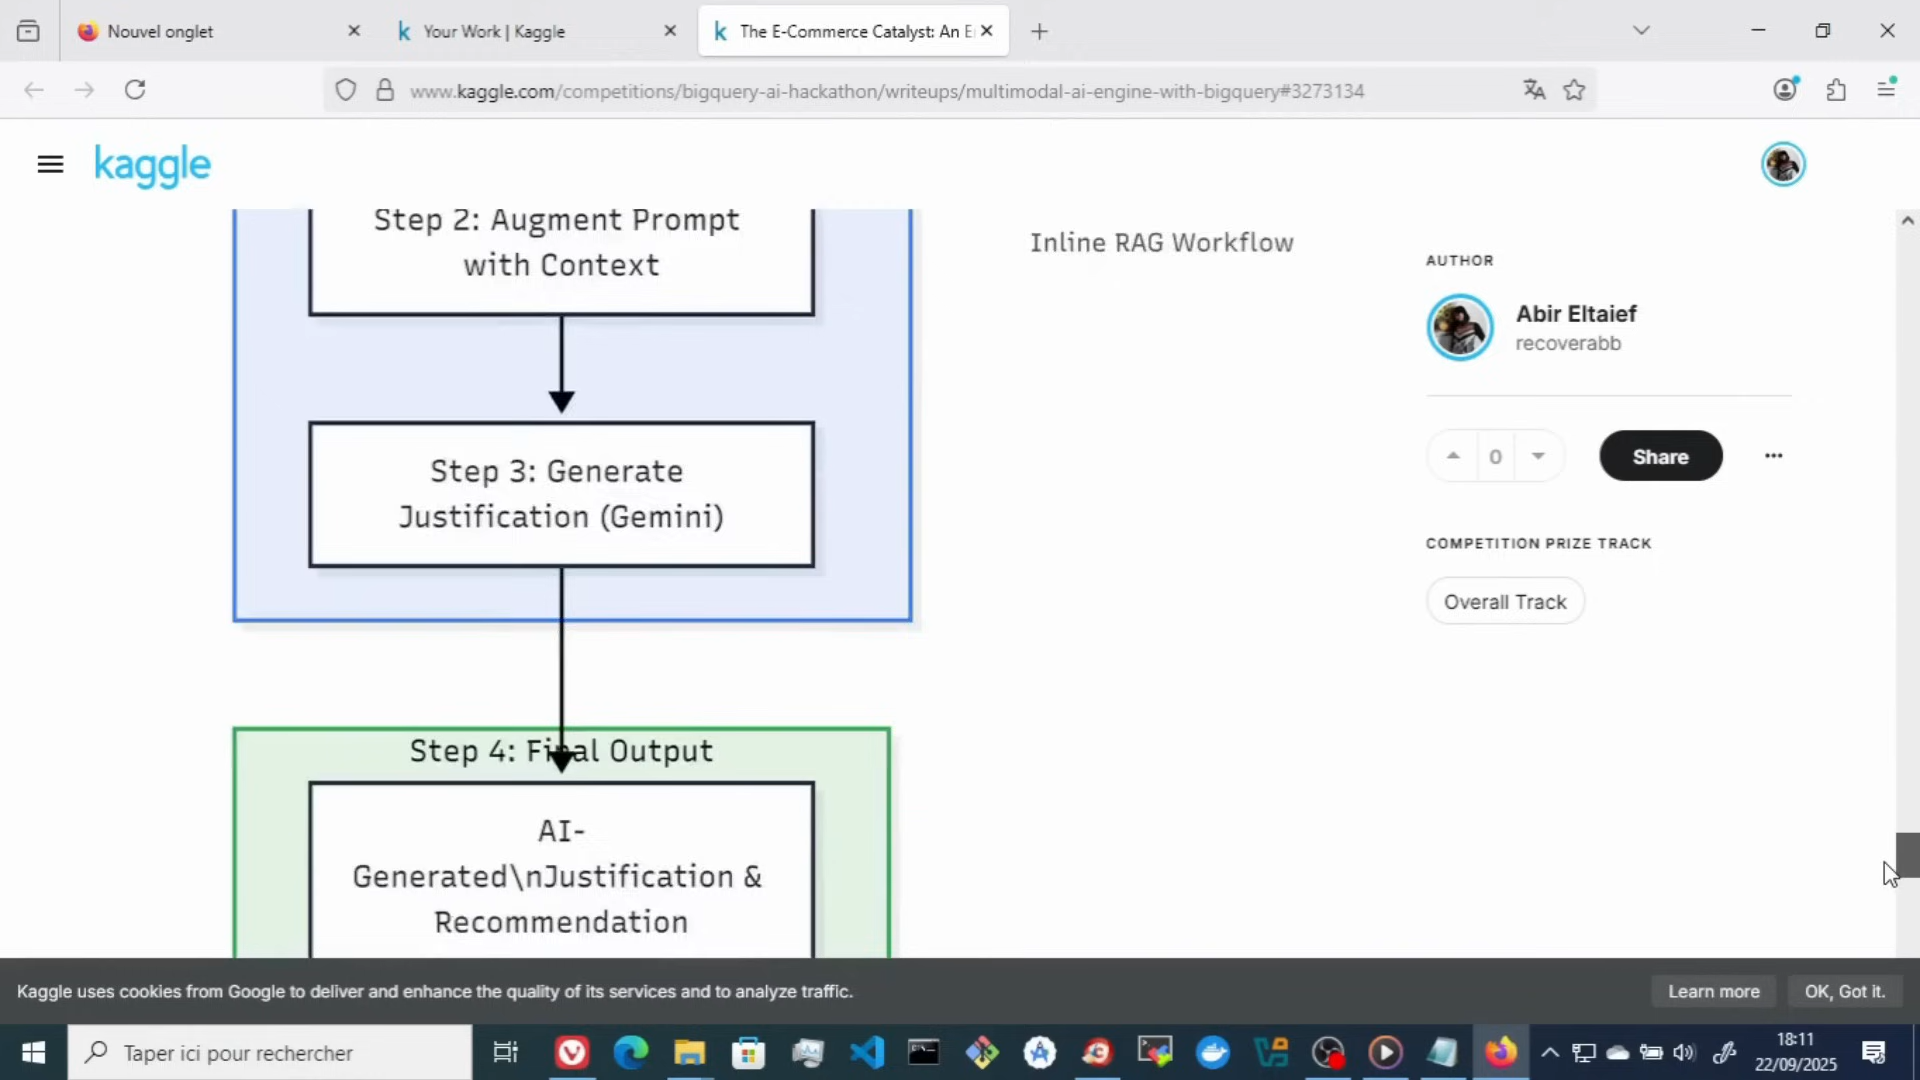 Nouvel onglet
Your Work | Kaggle
The E-Commerce Catalyst: An E
www.kaggle.com/competitions/bigquery-ai-hackathon/writeups/multimodal-ai-engine-with-bigquery#3273134
kaggle
Step 2: Augment Prompt
with Context
Step 3: Generate
Justification (Gemini)
Step 4: Final Output
AI-
Generated\nJustification &
Recommendation
Inline RAG Workflow
AUTHOR
Abir Eltaief
recoverabb
0
Share
COMPETITION PRIZE TRACK
Overall Track
Kaggle uses cookies from Google to deliver and enhance the quality of its services and to analyze traffic.
Learn more
OK, Got it.
Taper ici pour rechercher
18:11
22/09/2025